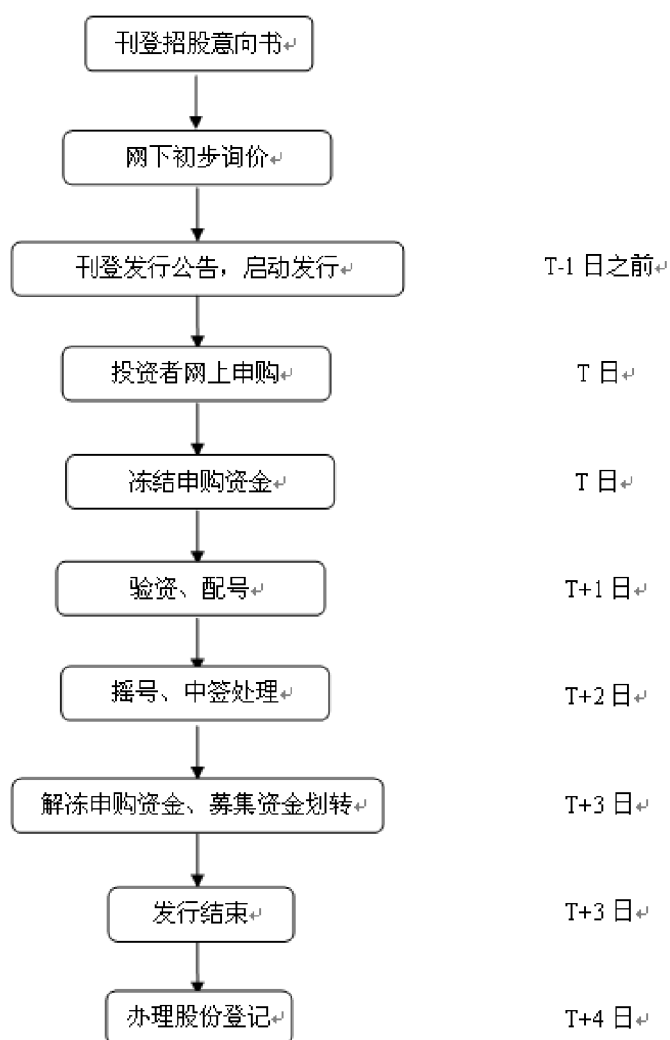 刊登招股意向书↵
网下初步询价↵
刊登发行公告，启动发行↵ T-1 日之前↵
投资者网上申购↵ T 日↵
冻结申购资金↵ T 日↵
验资、配号↵ T+1 日↵
摇号、中签处理↵ T+2 日↵
解冻申购资金、募集资金划转↵ T+3 日↵
发行结束↵ T+3 日↵
办理股份登记↵ T+4 日↵